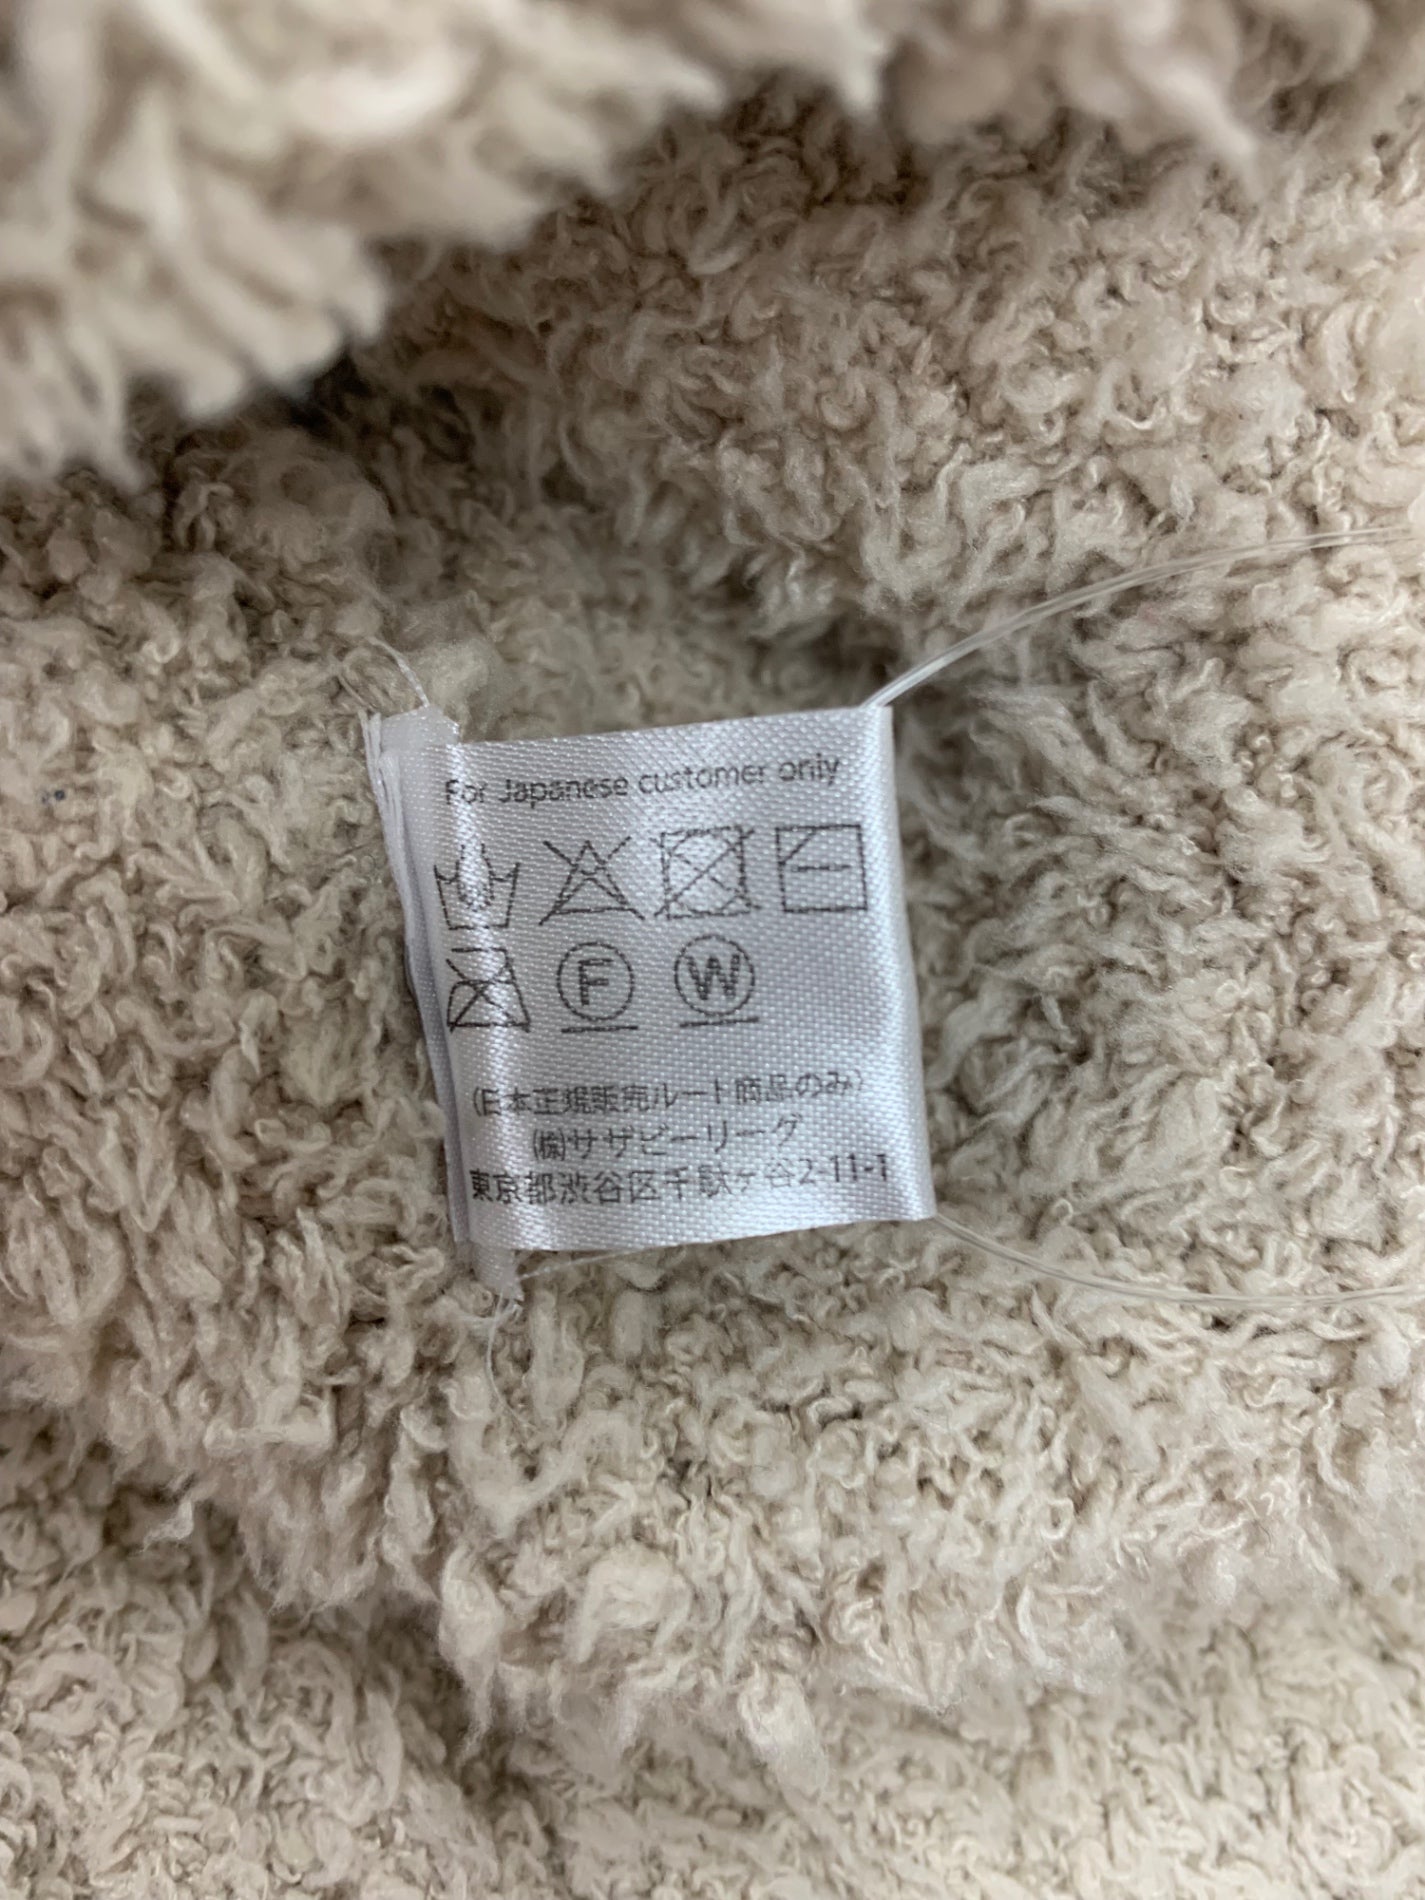 For Japanese customer only
F W
(日本正規販売ルート商品のみ)
(株)サザビーリーグ
東京都渋谷区千駄ヶ谷2-11-1